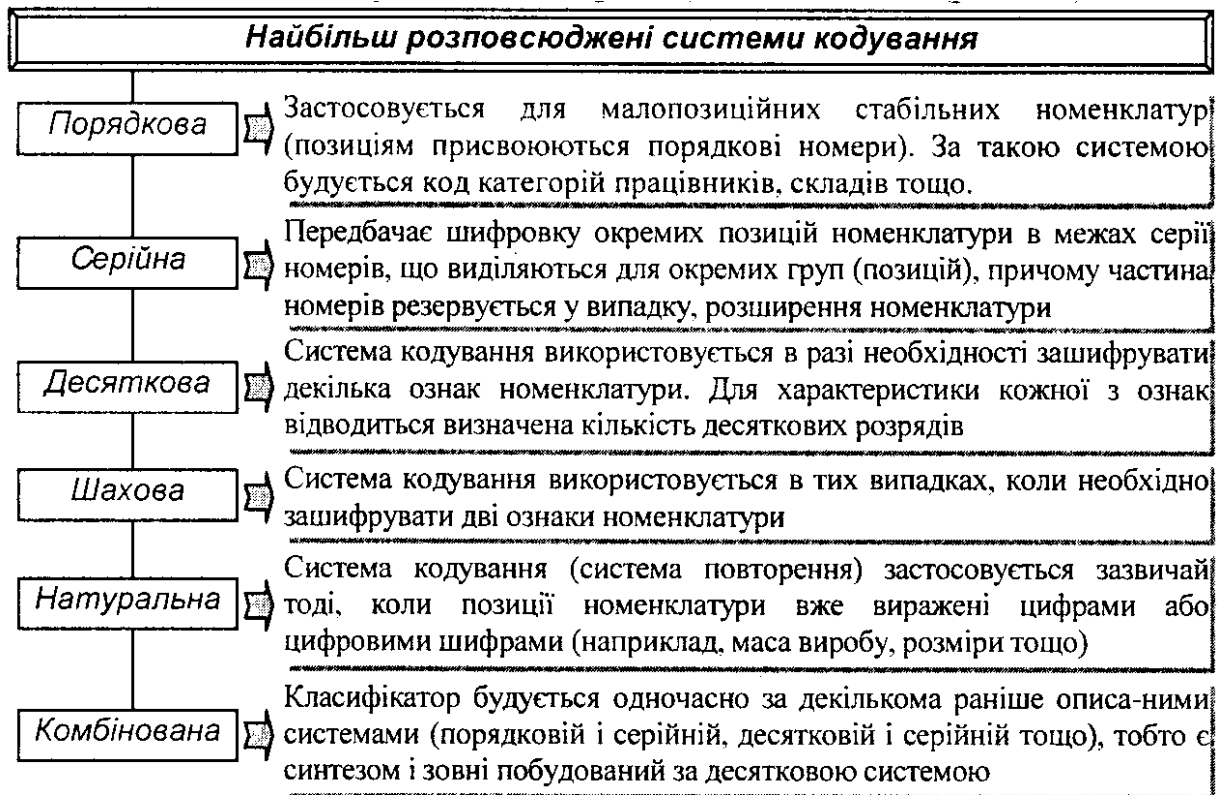 Найбільш розповсюджені системи кодування
Порядкова
Застосовується для малопозиційних стабільних номенклатур
(позиціям присвоюються порядкові номери). За такою системою
будується код категорій працівників, складів тощо.
Серійна
Передбачає шифровку окремих позицій номенклатури в межах серії
номерів, що виділяються для окремих груп (позицій), причому частина
номерів резервується у випадку, розширення номенклатури
Десяткова
Система кодування використовується в разі необхідності зашифрувати
декілька ознак номенклатури. Для характеристики кожної з ознак
відводиться визначена кількість десяткових розрядів
Шахова
Система кодування використовується в тих випадках, коли необхідно
зашифрувати дві ознаки номенклатури
Натуральна
Система кодування (система повторення) застосовується зазвичай
тоді, коли позиції номенклатури вже виражені цифрами або
цифровими шифрами (наприклад, маса виробу, розміри тощо)
Комбінована
Класифікатор будується одночасно за декількома раніше описа-ними
системами (порядковій і серійній, десятковій і серійній тощо), тобто є
синтезом і зовні побудований за десятковою системою